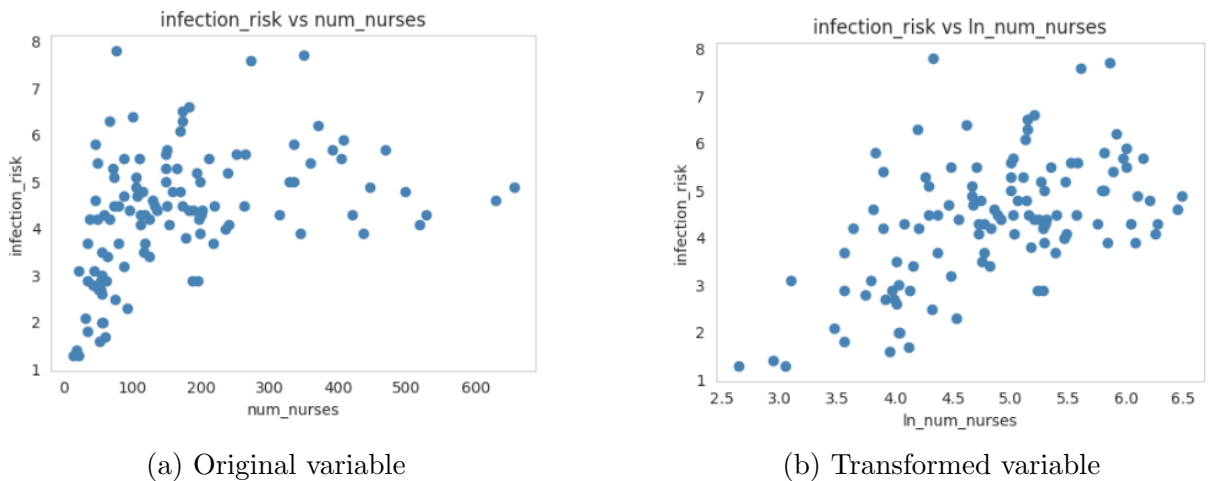 infection_risk vs num_nurses
8
7
6
5
4
3
2
1
infection_risk
0 100 200 300 400 500 600
num_nurses
(a) Original variable
infection_risk vs ln_num_nurses
8
7
6
5
4
3
2
1
infection_risk
2.5 3.0 3.5 4.0 4.5 5.0 5.5 6.0 6.5
ln_num_nurses
(b) Transformed variable